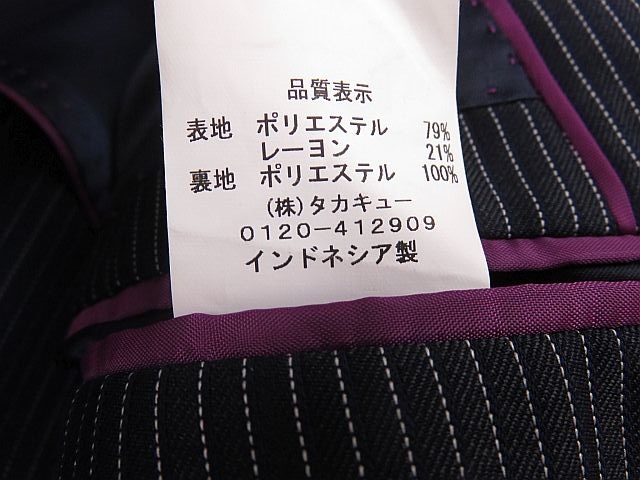 品質表示
表地 ポリエステル 79%
レーヨン 21%
裏地 ポリエステル 100%
(株)タカキュー
0120-412909
インドネシア製